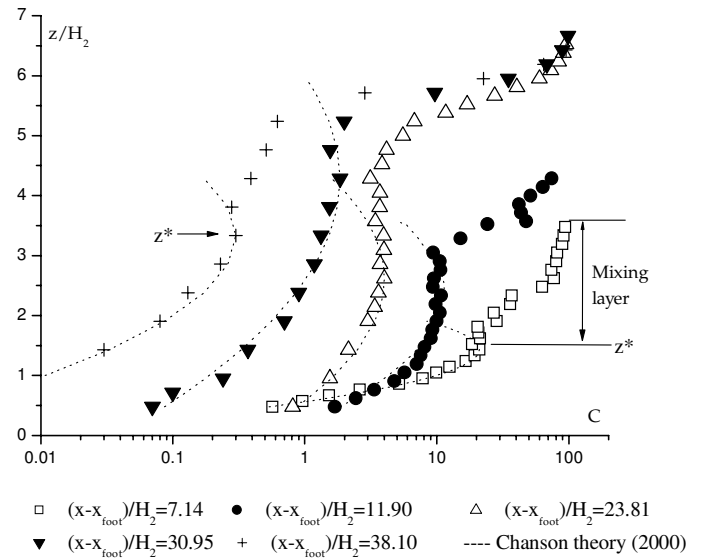 7
z/H2
6
5
4
z*
3
Mixing
layer
2
z*
1
C
0
0.01 0.1 1 10 100
(x-xfoot)/H2=7.14 (x-xfoot)/H2=11.90 (x-xfoot)/H2=23.81
(x-xfoot)/H2=30.95 (x-xfoot)/H2=38.10 ---- Chanson theory (2000)